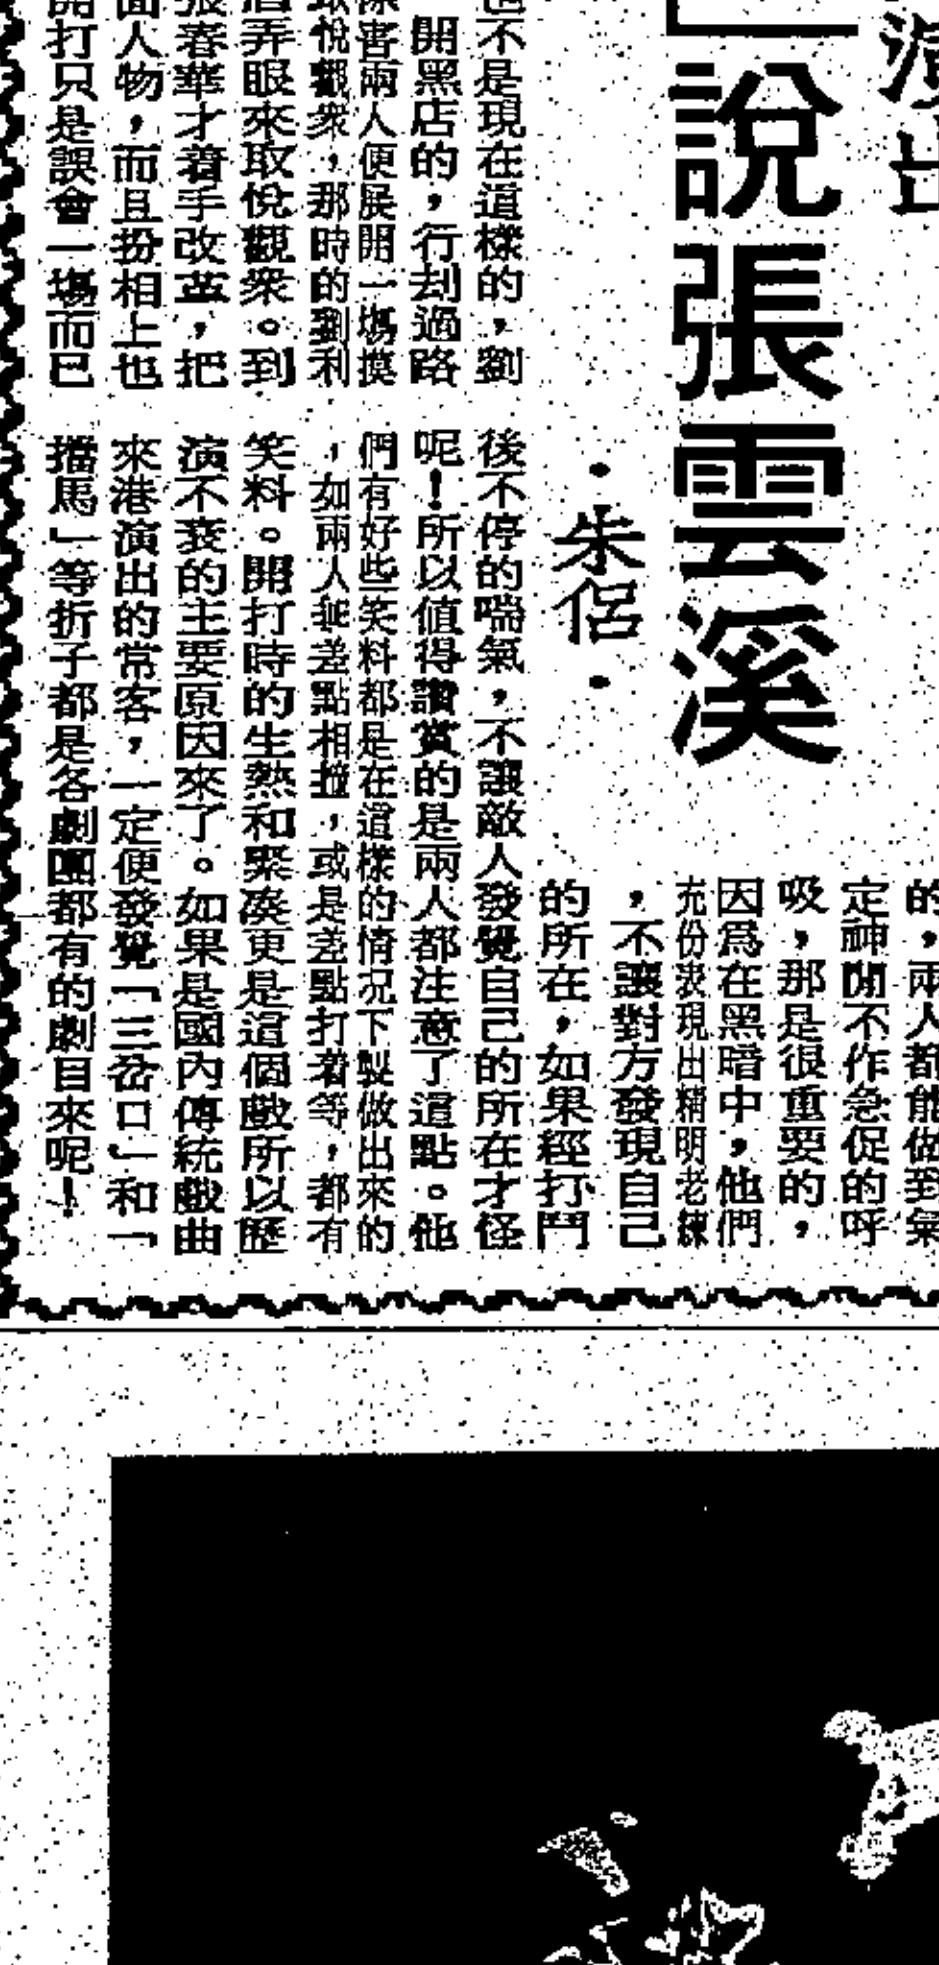 演出
」說張雲溪
·朱侶·
也不是現在這樣的，劉
開黑店的，行刦過路
害兩人便展開一塲摸
悅觀衆，那時的劉利
弄眼來取悅觀衆。到
張春華才着手改革，把
面人物，而且扮相上也
開打只是誤會一塲而已
的，兩人都能做到氣
定神閒不作急促的呼
吸，那是很重要的，
因爲在黑暗中，他們
充份表現出精明老練
，不讓對方發現自己
的所在，如果經打鬥
後不停的喘氣，不讓敵人發覺自己的所在才怪
呢！所以值得讚賞的是兩人都注意了這點。他
們有好些笑料都是在這樣的情况下製做出來的
，如兩人差點相撞，或是差點打着等，都有
笑料。開打時的生熱和緊凑更是這個戲所以歷
演不衰的主要原因來了。如果是國內傳統戲曲
來港演出的常客，一定便發覺「三岔口」和「
擋馬」等折子都是各劇團都有的劇目來呢！